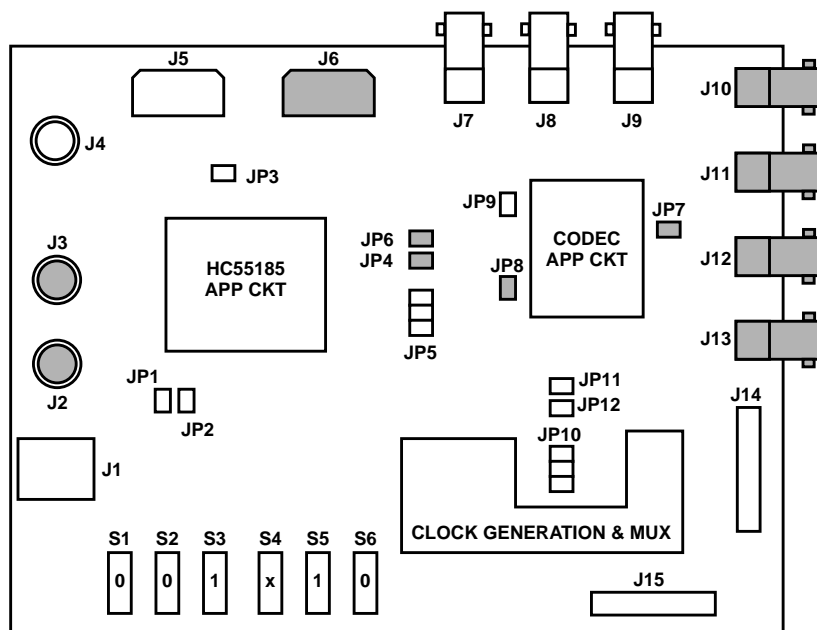 J5
J6
J7
J8
J9
J10
J4
JP3
J11
JP9
JP7
J3
JP6
JP4
HC55185
APP CKT
CODEC
APP CKT
J12
JP8
JP5
J13
J2
JP1
JP2
JP11
JP12
J14
JP10
J1
CLOCK GENERATION & MUX
S1 S2 S3 S4 S5 S6
0 0 1 x 1 0
J15